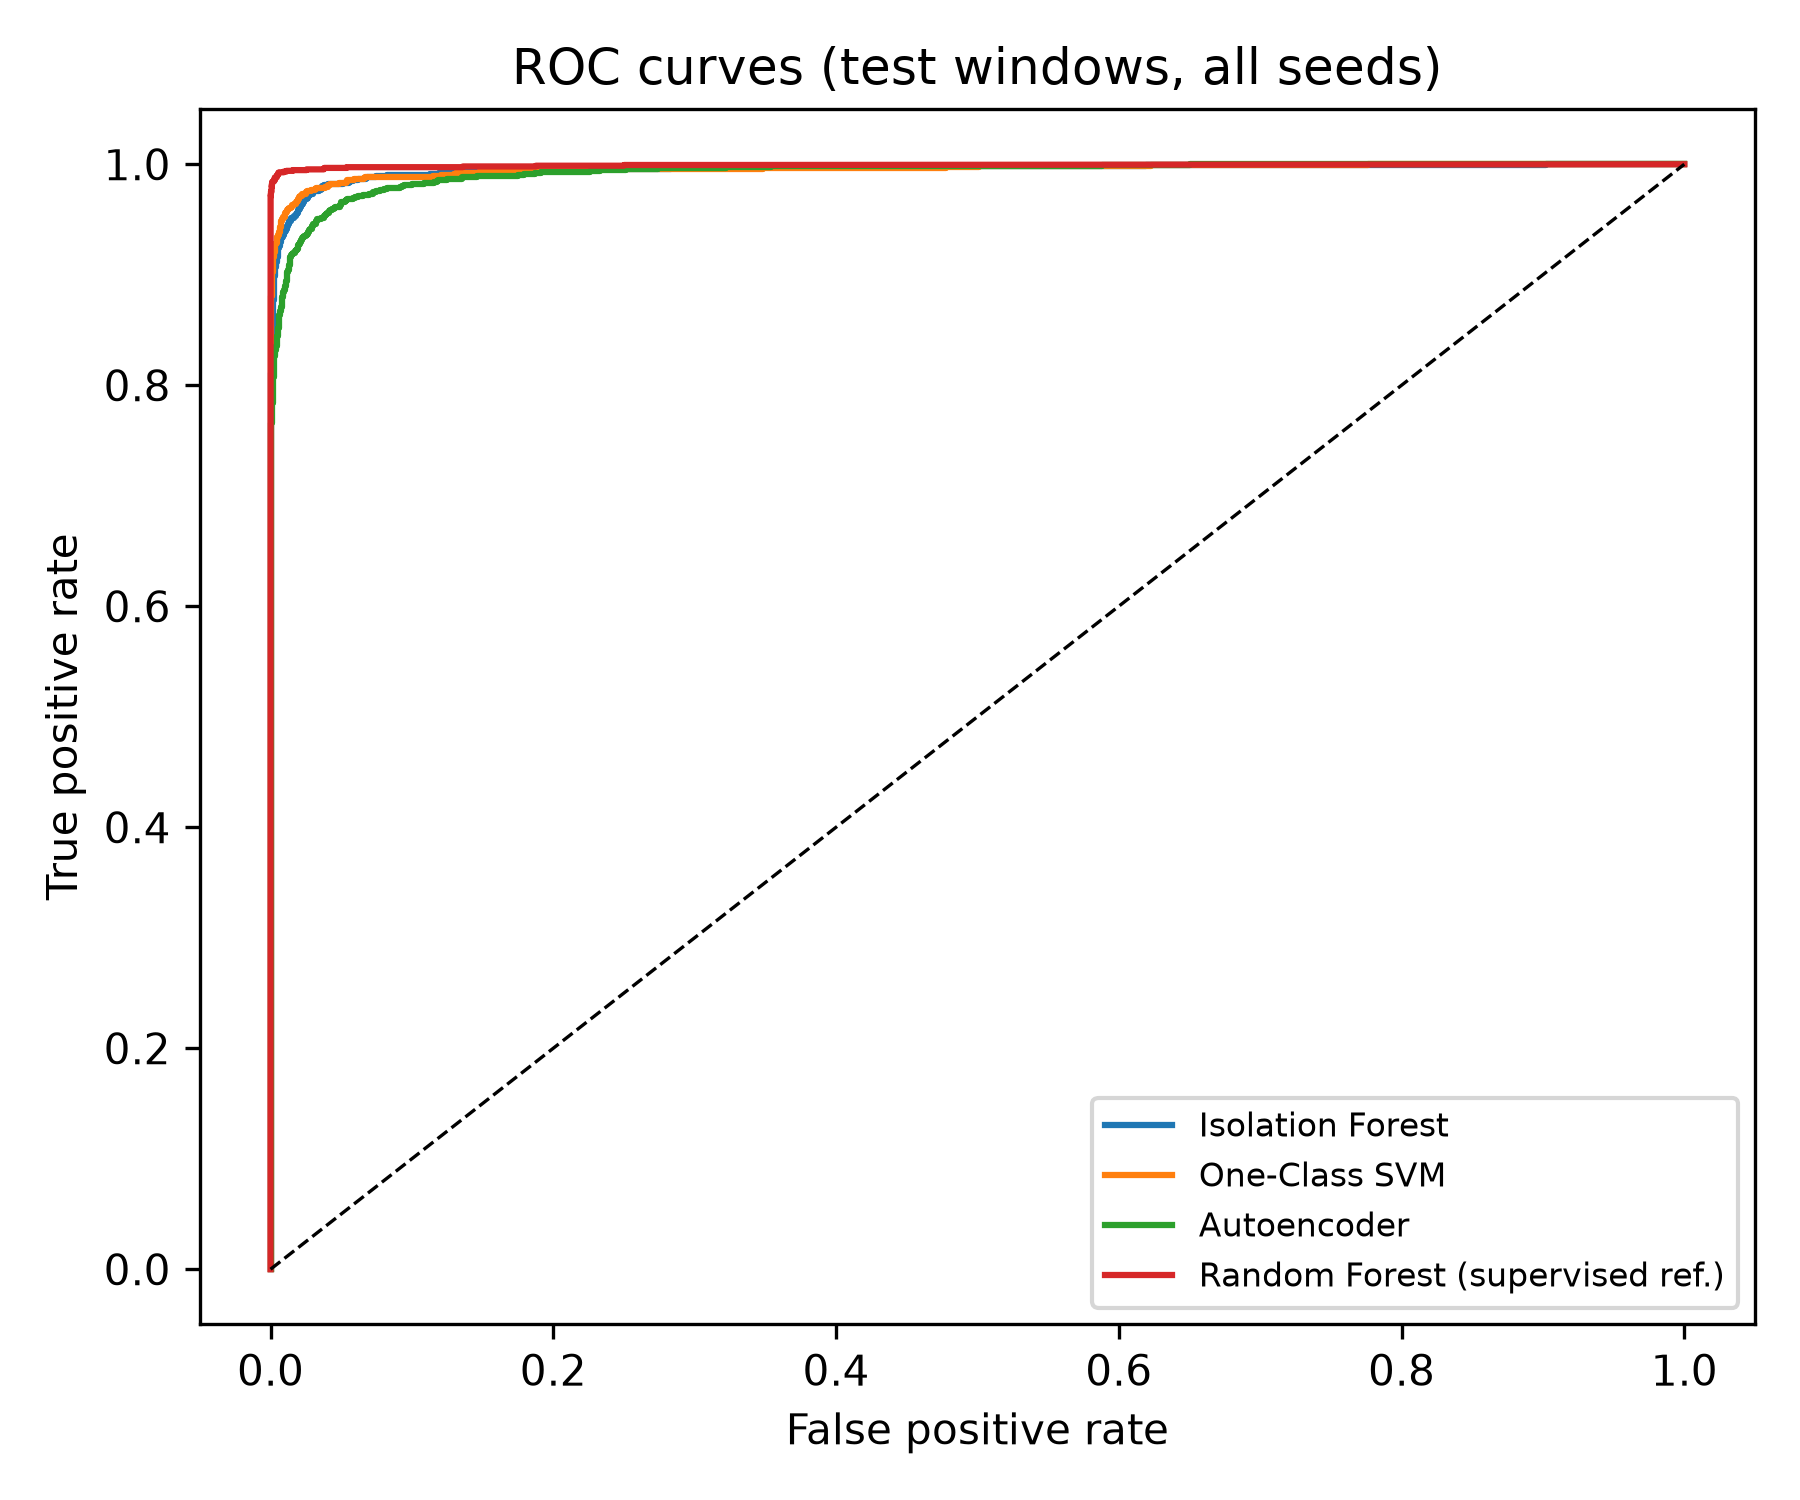 ROC curves (test windows, all seeds)
True positive rate
1.0
0.8
0.6
0.4
0.2
0.0
0.0 0.2 0.4 0.6 0.8 1.0
False positive rate
Isolation Forest
One-Class SVM
Autoencoder
Random Forest (supervised ref.)